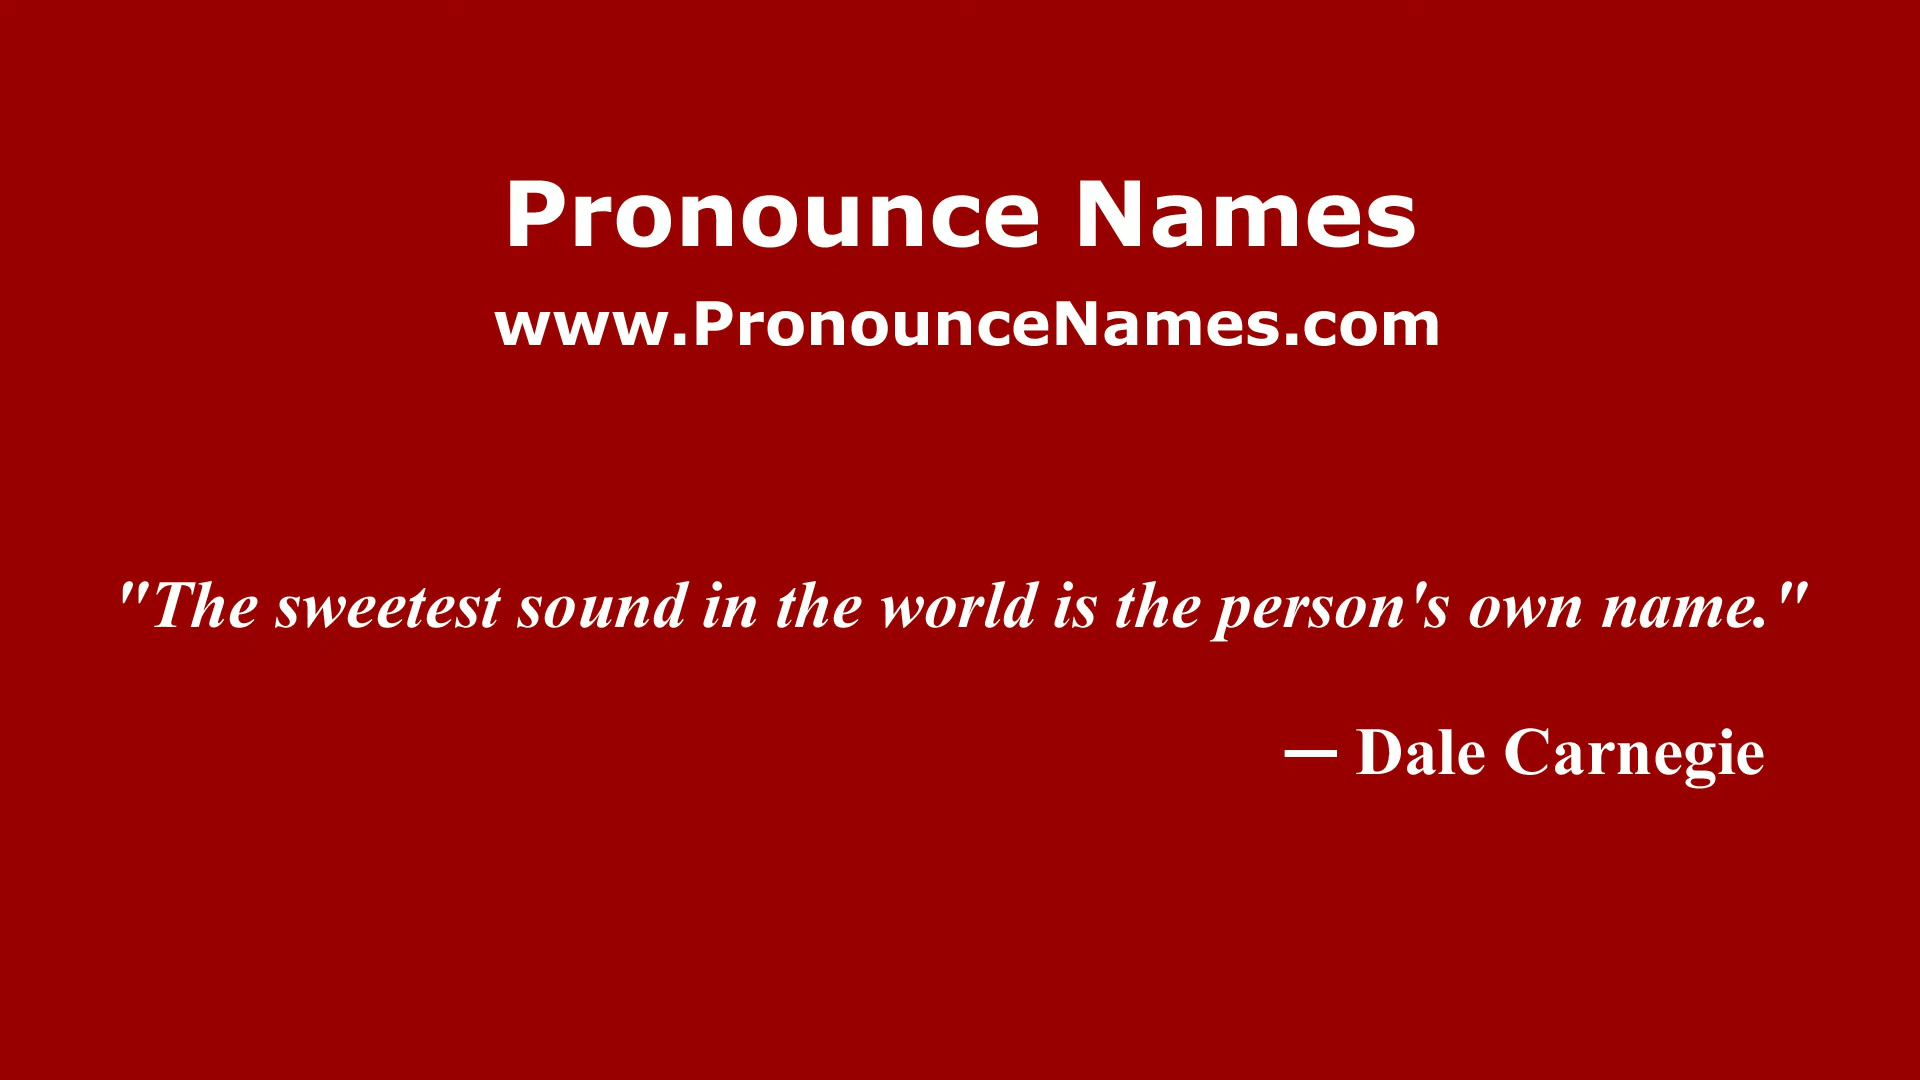 Pronounce Names
www.PronounceNames.com
"The sweetest sound in the world is the person's own name."
— Dale Carnegie